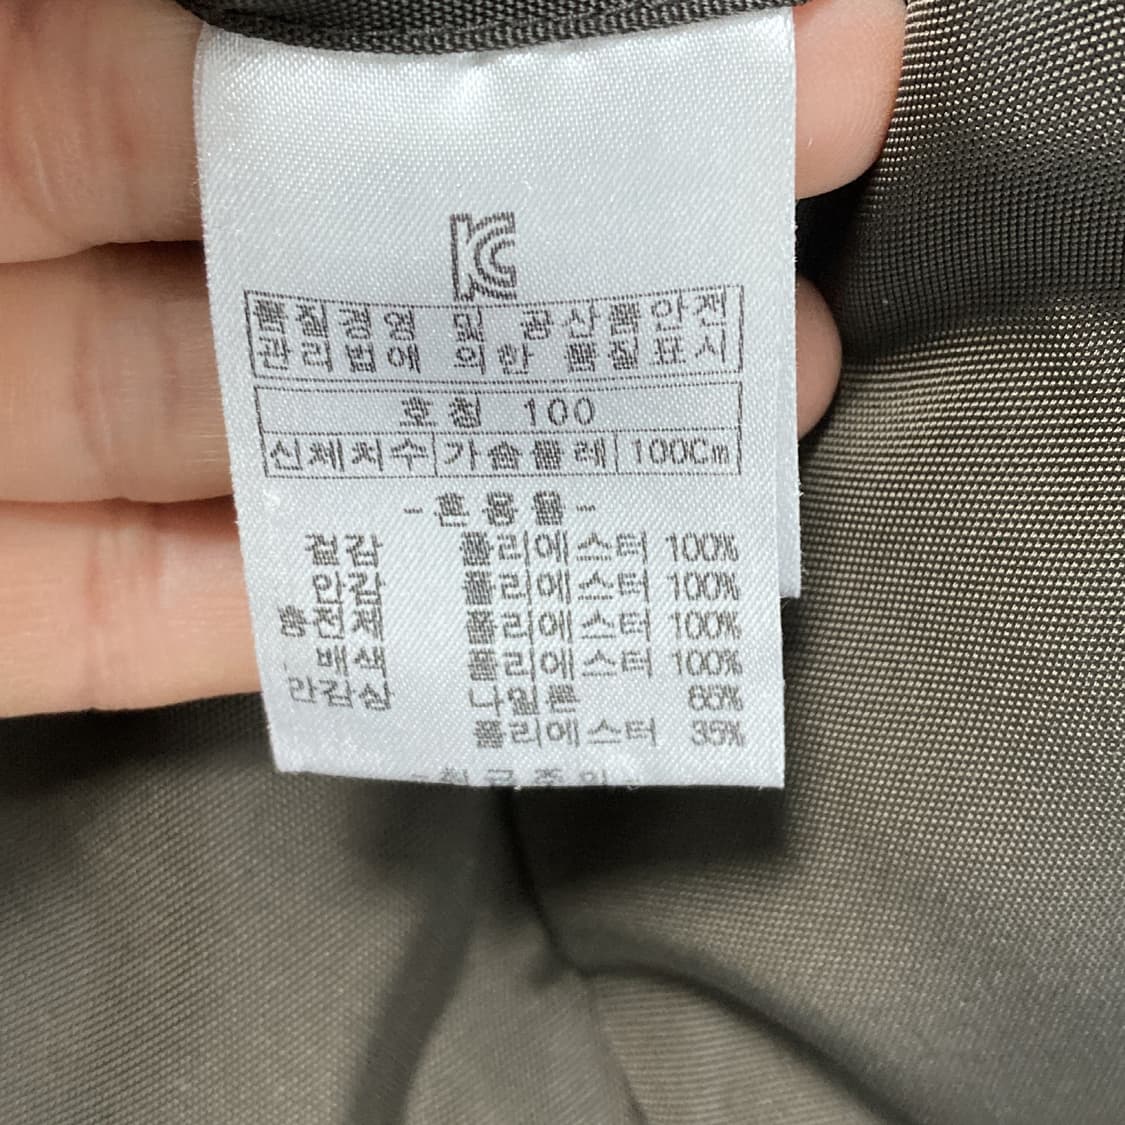 KC
품질경영 및 공산품안전
관리법에 의한 품질표시
호칭 100
신체치수 가슴둘레 100Cm
-혼용율-
겉감 폴리에스터 100%
안감 폴리에스터 100%
충전제 폴리에스터 100%
배색 폴리에스터 100%
라감심 나일론 65%
폴리에스터 35%